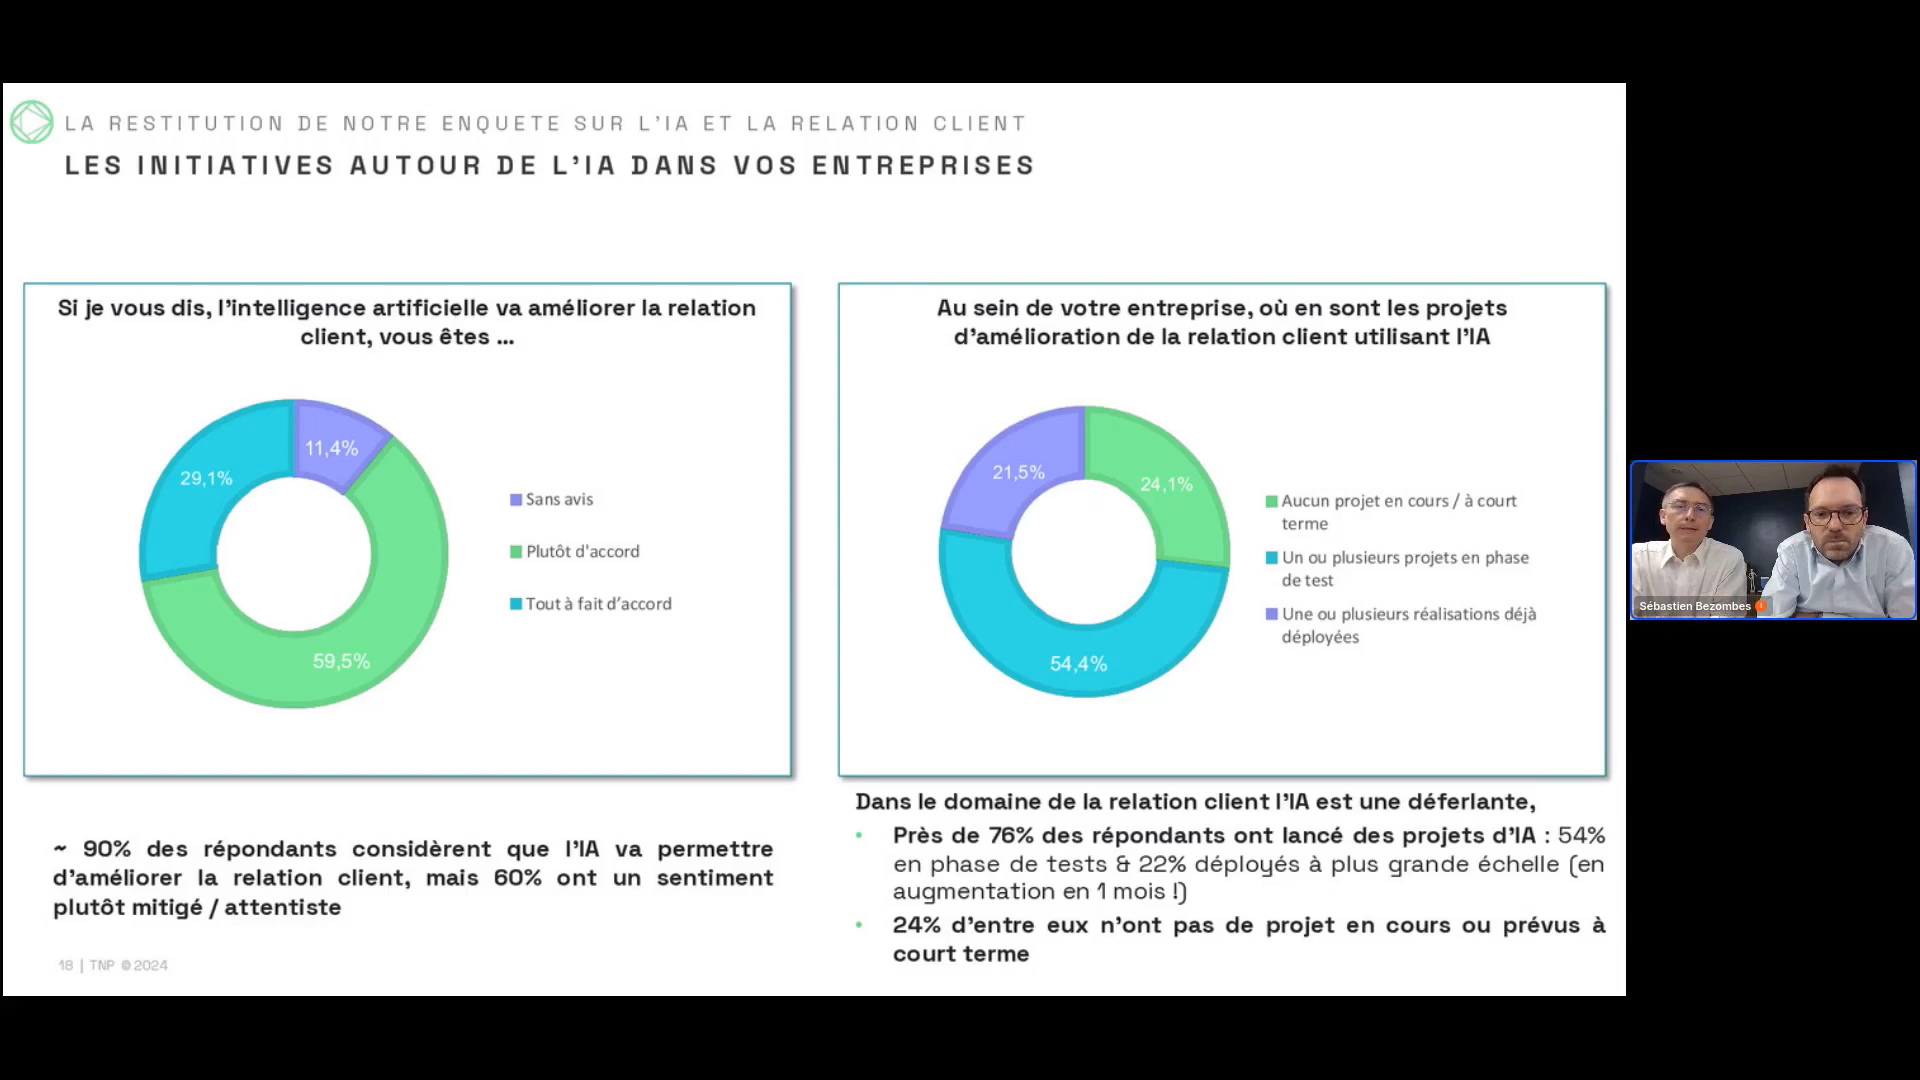 LA RESTITUTION DE NOTRE ENQUETE SUR L'IA ET LA RELATION CLIENT
LES INITIATIVES AUTOUR DE L'IA DANS VOS ENTREPRISES
Si je vous dis, l'intelligence artificielle va améliorer la relation
client, vous êtes ...
11,4%
29,1%
59,5%
Sans avis
Plutôt d'accord
Tout à fait d'accord
~ 90% des répondants considèrent que l'IA va permettre
d'améliorer la relation client, mais 60% ont un sentiment
plutôt mitigé / attentiste
Au sein de votre entreprise, où en sont les projets
d'amélioration de la relation client utilisant l'IA
21,5%
24,1%
54,4%
Aucun projet en cours / à court
terme
Un ou plusieurs projets en phase
de test
Une ou plusieurs réalisations déjà
déployées
Dans le domaine de la relation client l'IA est une déferlante,
• Près de 76% des répondants ont lancé des projets d'IA : 54%
en phase de tests & 22% déployés à plus grande échelle (en
augmentation en 1 mois !)
• 24% d'entre eux n'ont pas de projet en cours ou prévus à
court terme
18 | TNP ©2024
Sébastien Bezombes